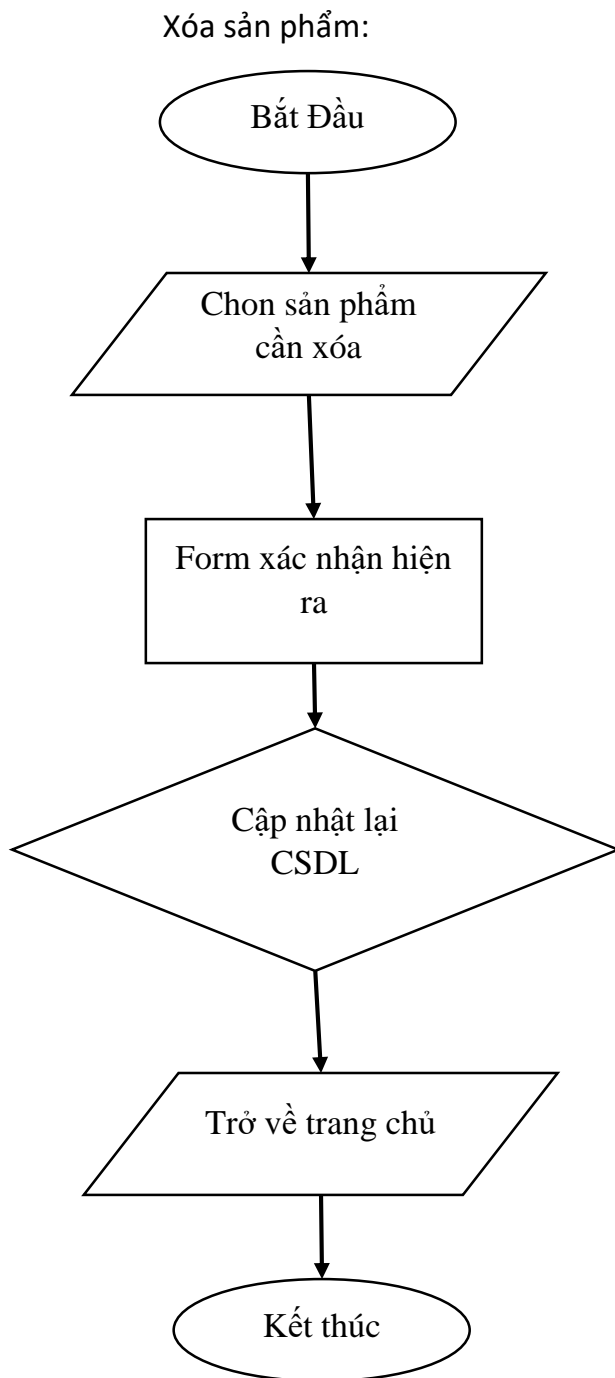 Xóa sản phẩm:
Bắt Đầu
Chon sản phẩm
cần xóa
Form xác nhận hiện
ra
Cập nhật lại
CSDL
Trở về trang chủ
Kết thúc